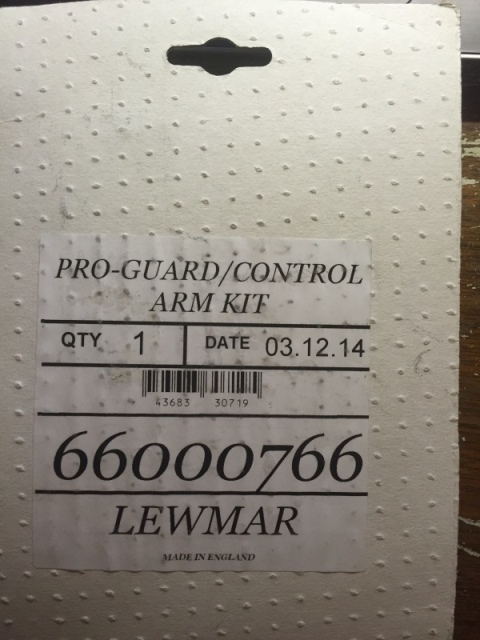 PRO-GUARD/CONTROL
ARM KIT
QTY 1 DATE 03.12.14
43683 30719
66000766
LEWMAR
MADE IN ENGLAND